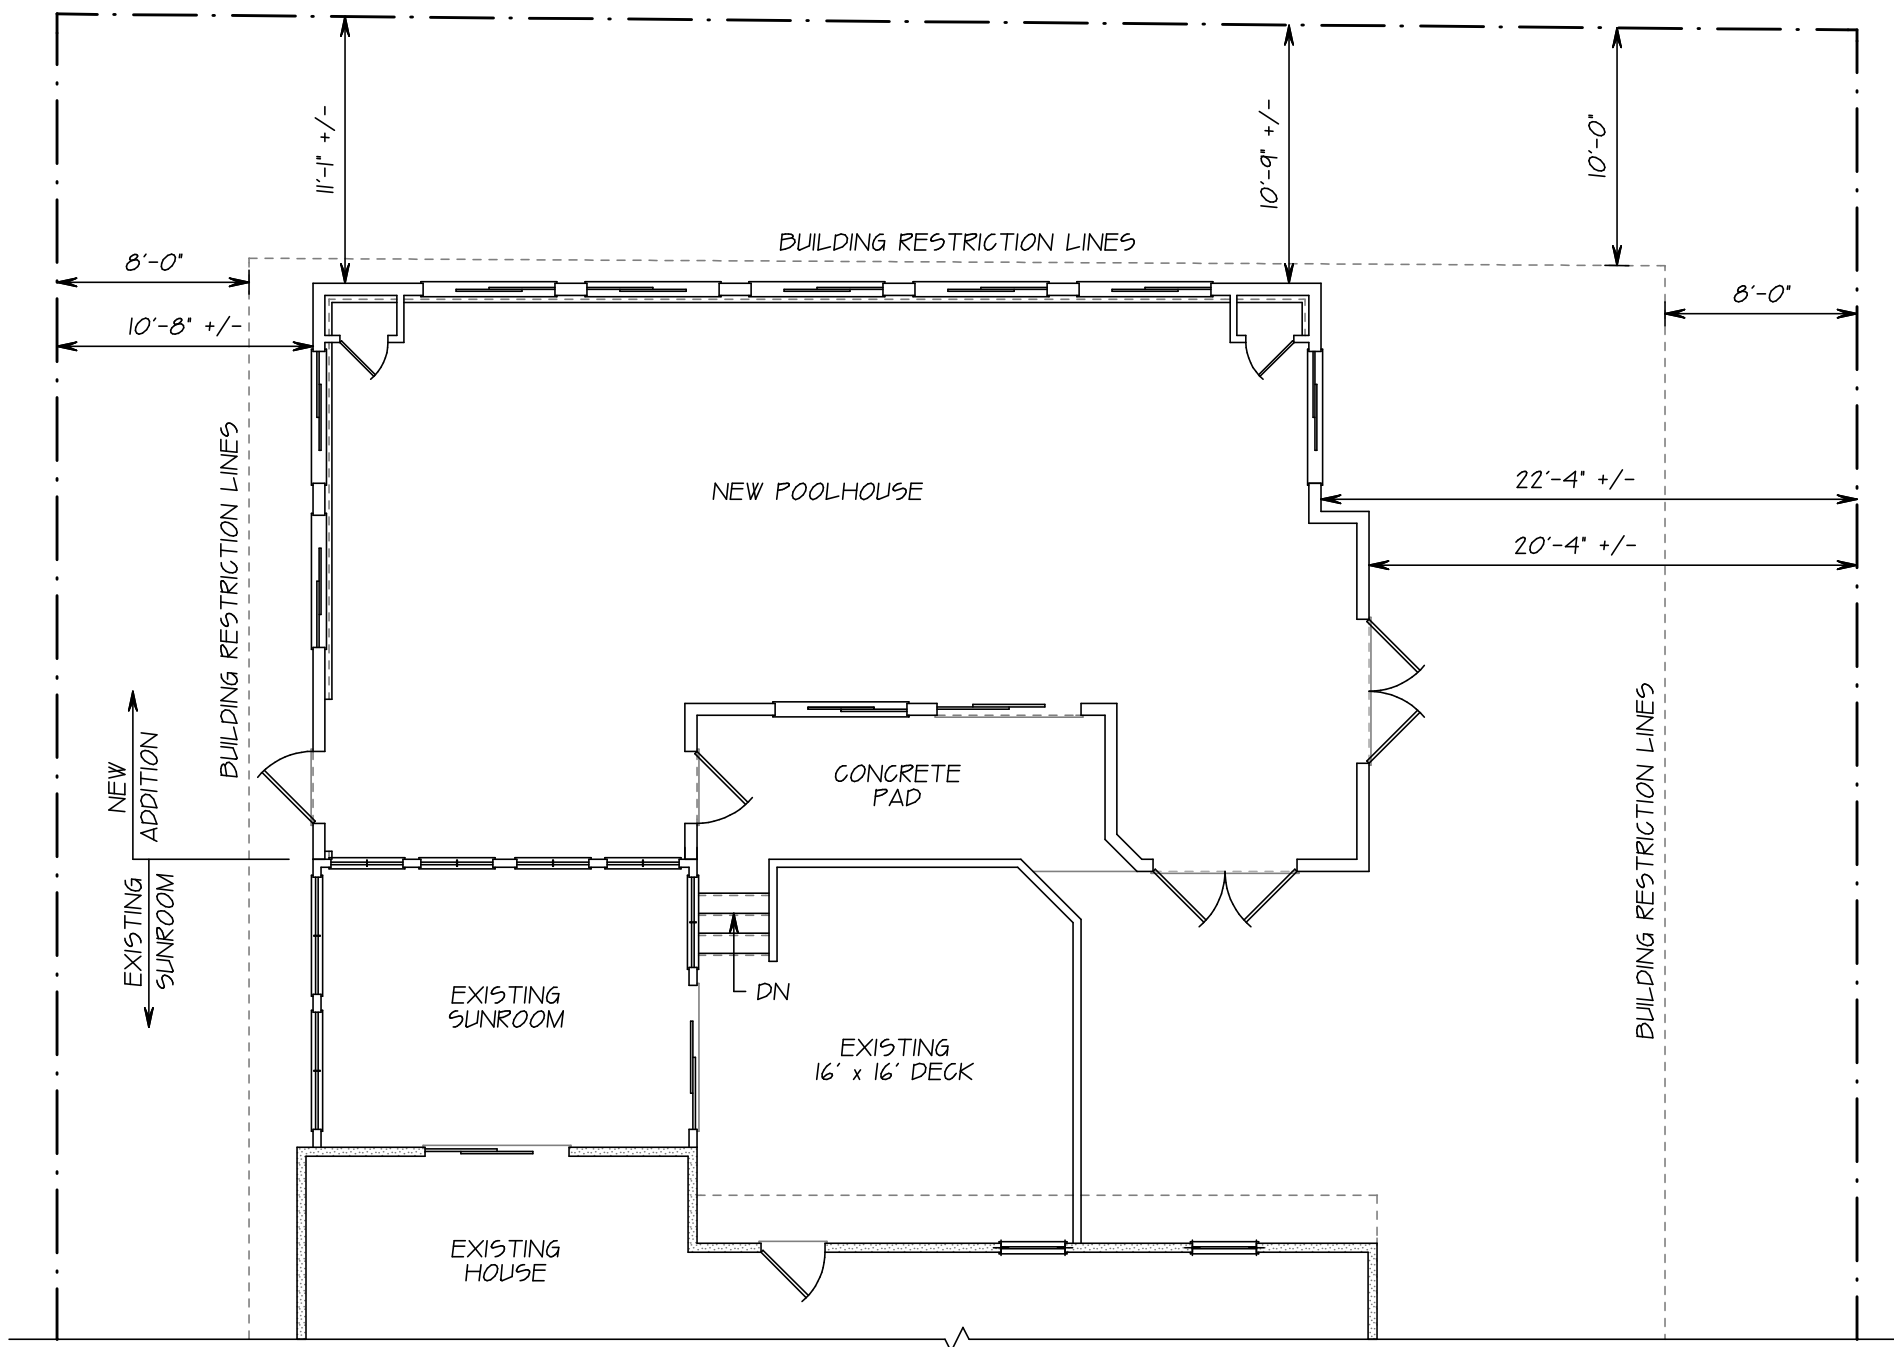 11'-1" +/-
10'-9" +/-
10'-0"
BUILDING RESTRICTION LINES
8'-0"
8'-0"
10'-8" +/-
BUILDING RESTRICTION LINES
NEW POOLHOUSE
22'-4" +/-
20'-4" +/-
BUILDING RESTRICTION LINES
NEW
ADDITION
CONCRETE
PAD
EXISTING
SUNROOM
EXISTING
SUNROOM
DN
EXISTING
16' x 16' DECK
EXISTING
HOUSE